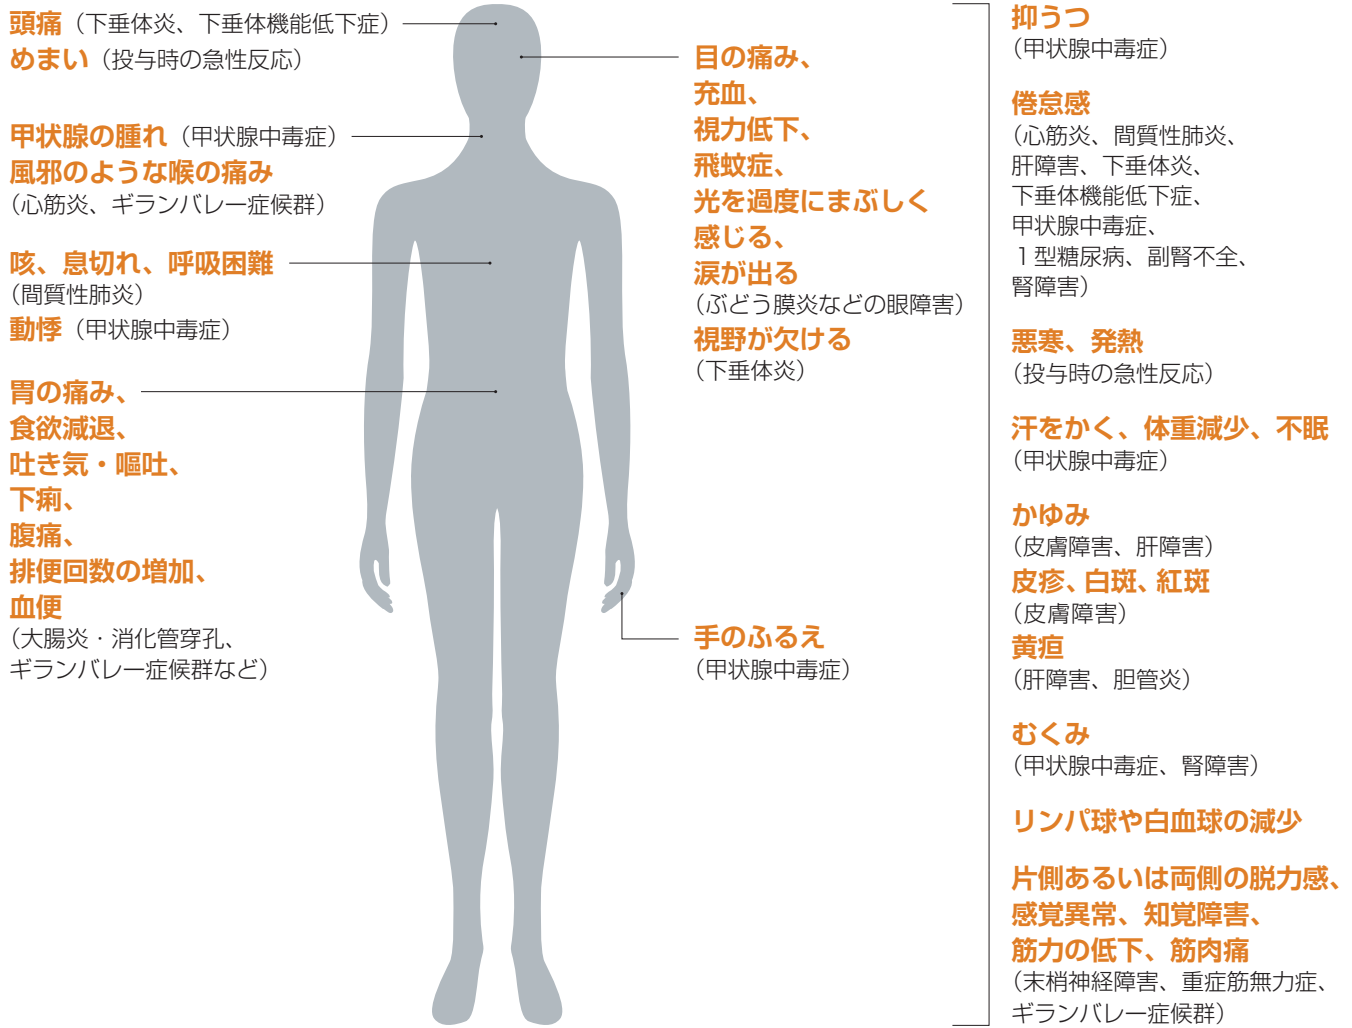 頭痛（下垂体炎、下垂体機能低下症）
めまい（投与時の急性反応）
甲状腺の腫れ（甲状腺中毒症）
風邪のような喉の痛み
（心筋炎、ギランバレー症候群）
咳、息切れ、呼吸困難
（間質性肺炎）
動悸（甲状腺中毒症）
胃の痛み、
食欲減退、
吐き気・嘔吐、
下痢、
腹痛、
排便回数の増加、
血便
（大腸炎・消化管穿孔、
ギランバレー症候群など）
目の痛み、
充血、
視力低下、
飛蚊症、
光を過度にまぶしく
感じる、
涙が出る
（ぶどう膜炎などの眼障害）
視野が欠ける
（下垂体炎）
手のふるえ
（甲状腺中毒症）
抑うつ
（甲状腺中毒症）
倦怠感
（心筋炎、間質性肺炎、
肝障害、下垂体炎、
下垂体機能低下症、
甲状腺中毒症、
１型糖尿病、副腎不全、
腎障害）
悪寒、発熱
（投与時の急性反応）
汗をかく、体重減少、不眠
（甲状腺中毒症）
かゆみ
（皮膚障害、肝障害）
皮疹、白斑、紅斑
（皮膚障害）
黄疸
（肝障害、胆管炎）
むくみ
（甲状腺中毒症、腎障害）
リンパ球や白血球の減少
片側あるいは両側の脱力感、
感覚異常、知覚障害、
筋力の低下、筋肉痛
（末梢神経障害、重症筋無力症、
ギランバレー症候群）